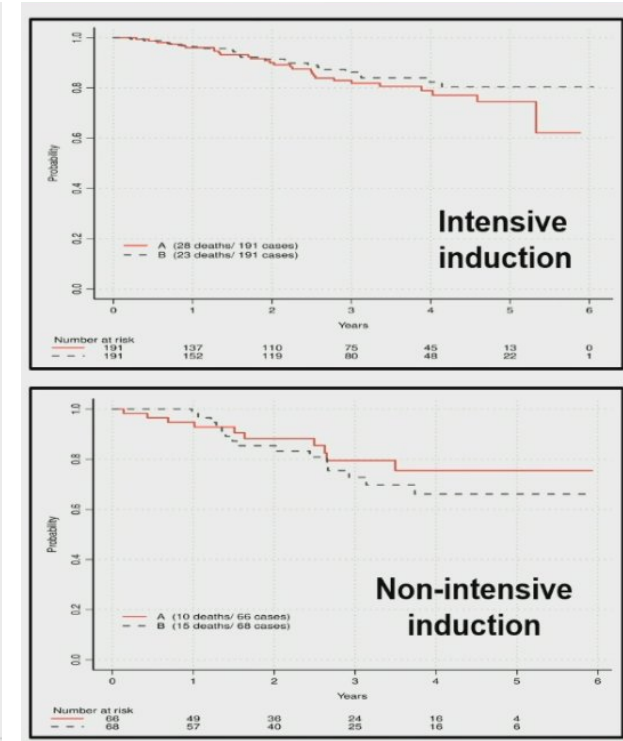 1.0
0.8
0.6
0.4
0.2
0.0
Probability
Intensive
induction
A (28 deaths/ 191 cases)
B (23 deaths/ 191 cases)
0 1 2 3 4 5 6
Years
Number at risk
191 137 110 75 45 13 0
191 152 119 80 48 22 1
1.0
0.8
0.6
0.4
0.2
0.0
Probability
Non-intensive
induction
A (10 deaths/ 66 cases)
B (15 deaths/ 68 cases)
0 1 2 3 4 5 6
Years
Number at risk
66 49 36 24 16 4
68 57 40 25 16 6